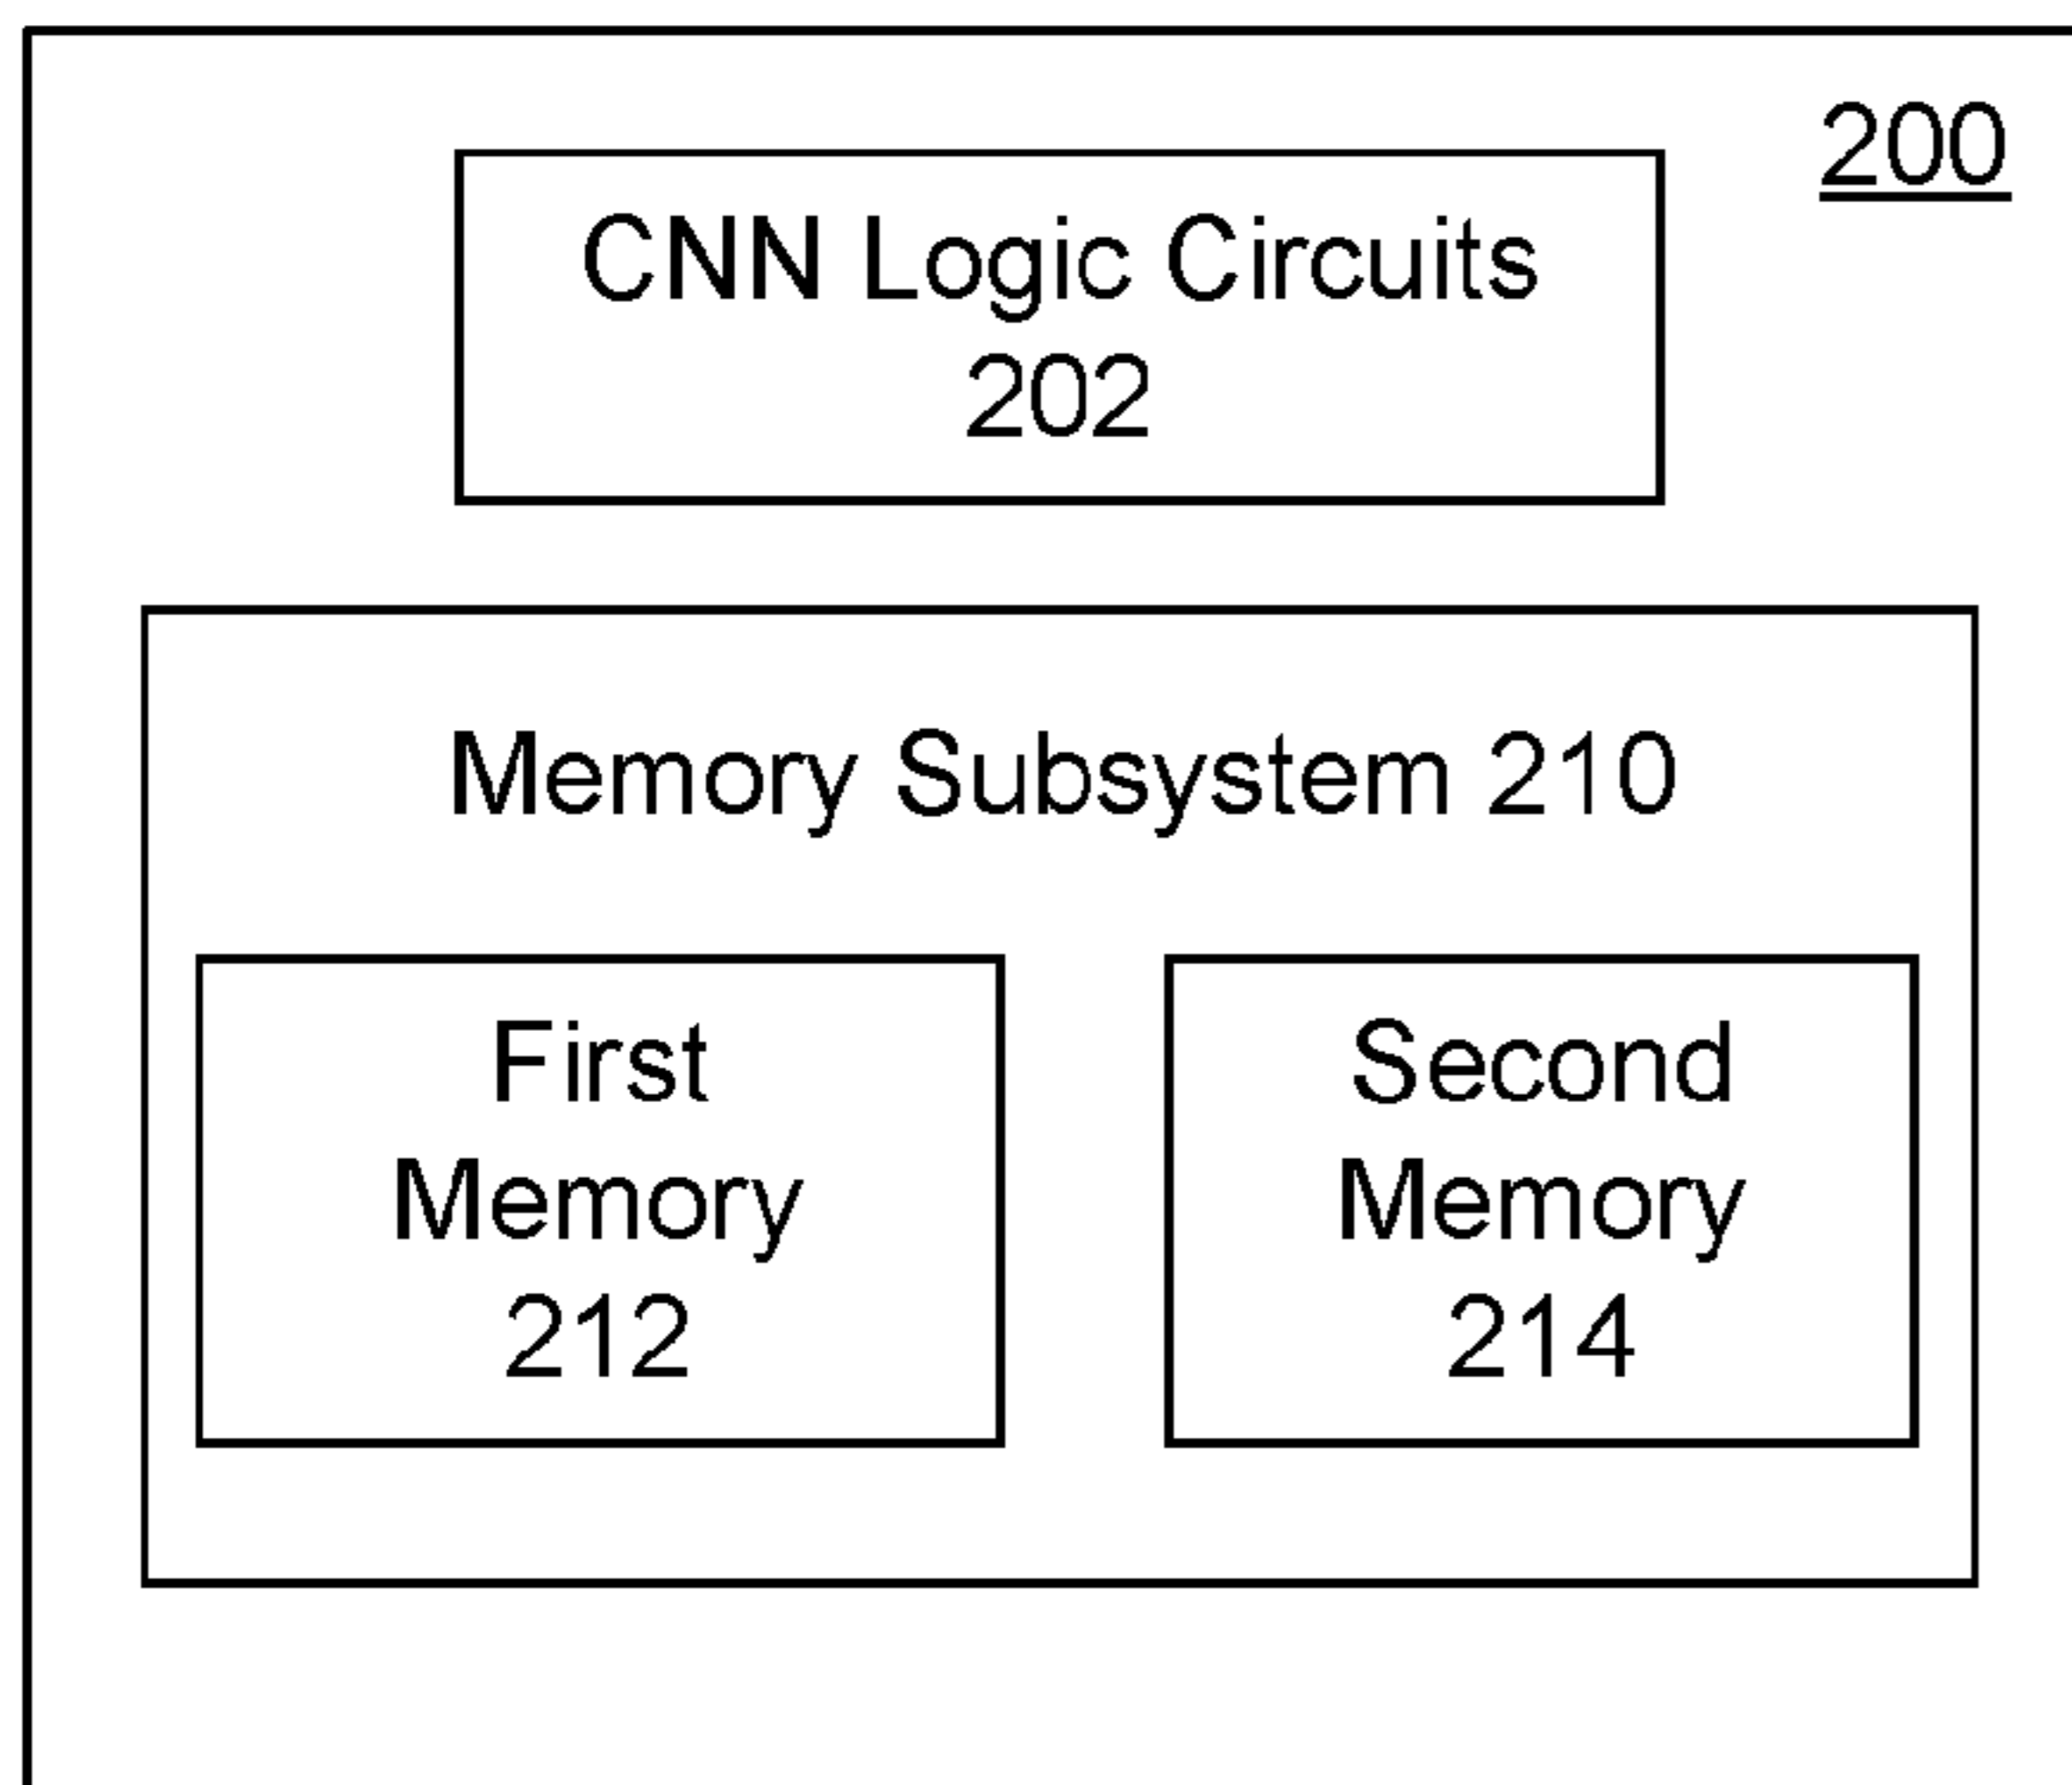 200
CNN Logic Circuits
202
Memory Subsystem 210
First
Memory
212
Second
Memory
214